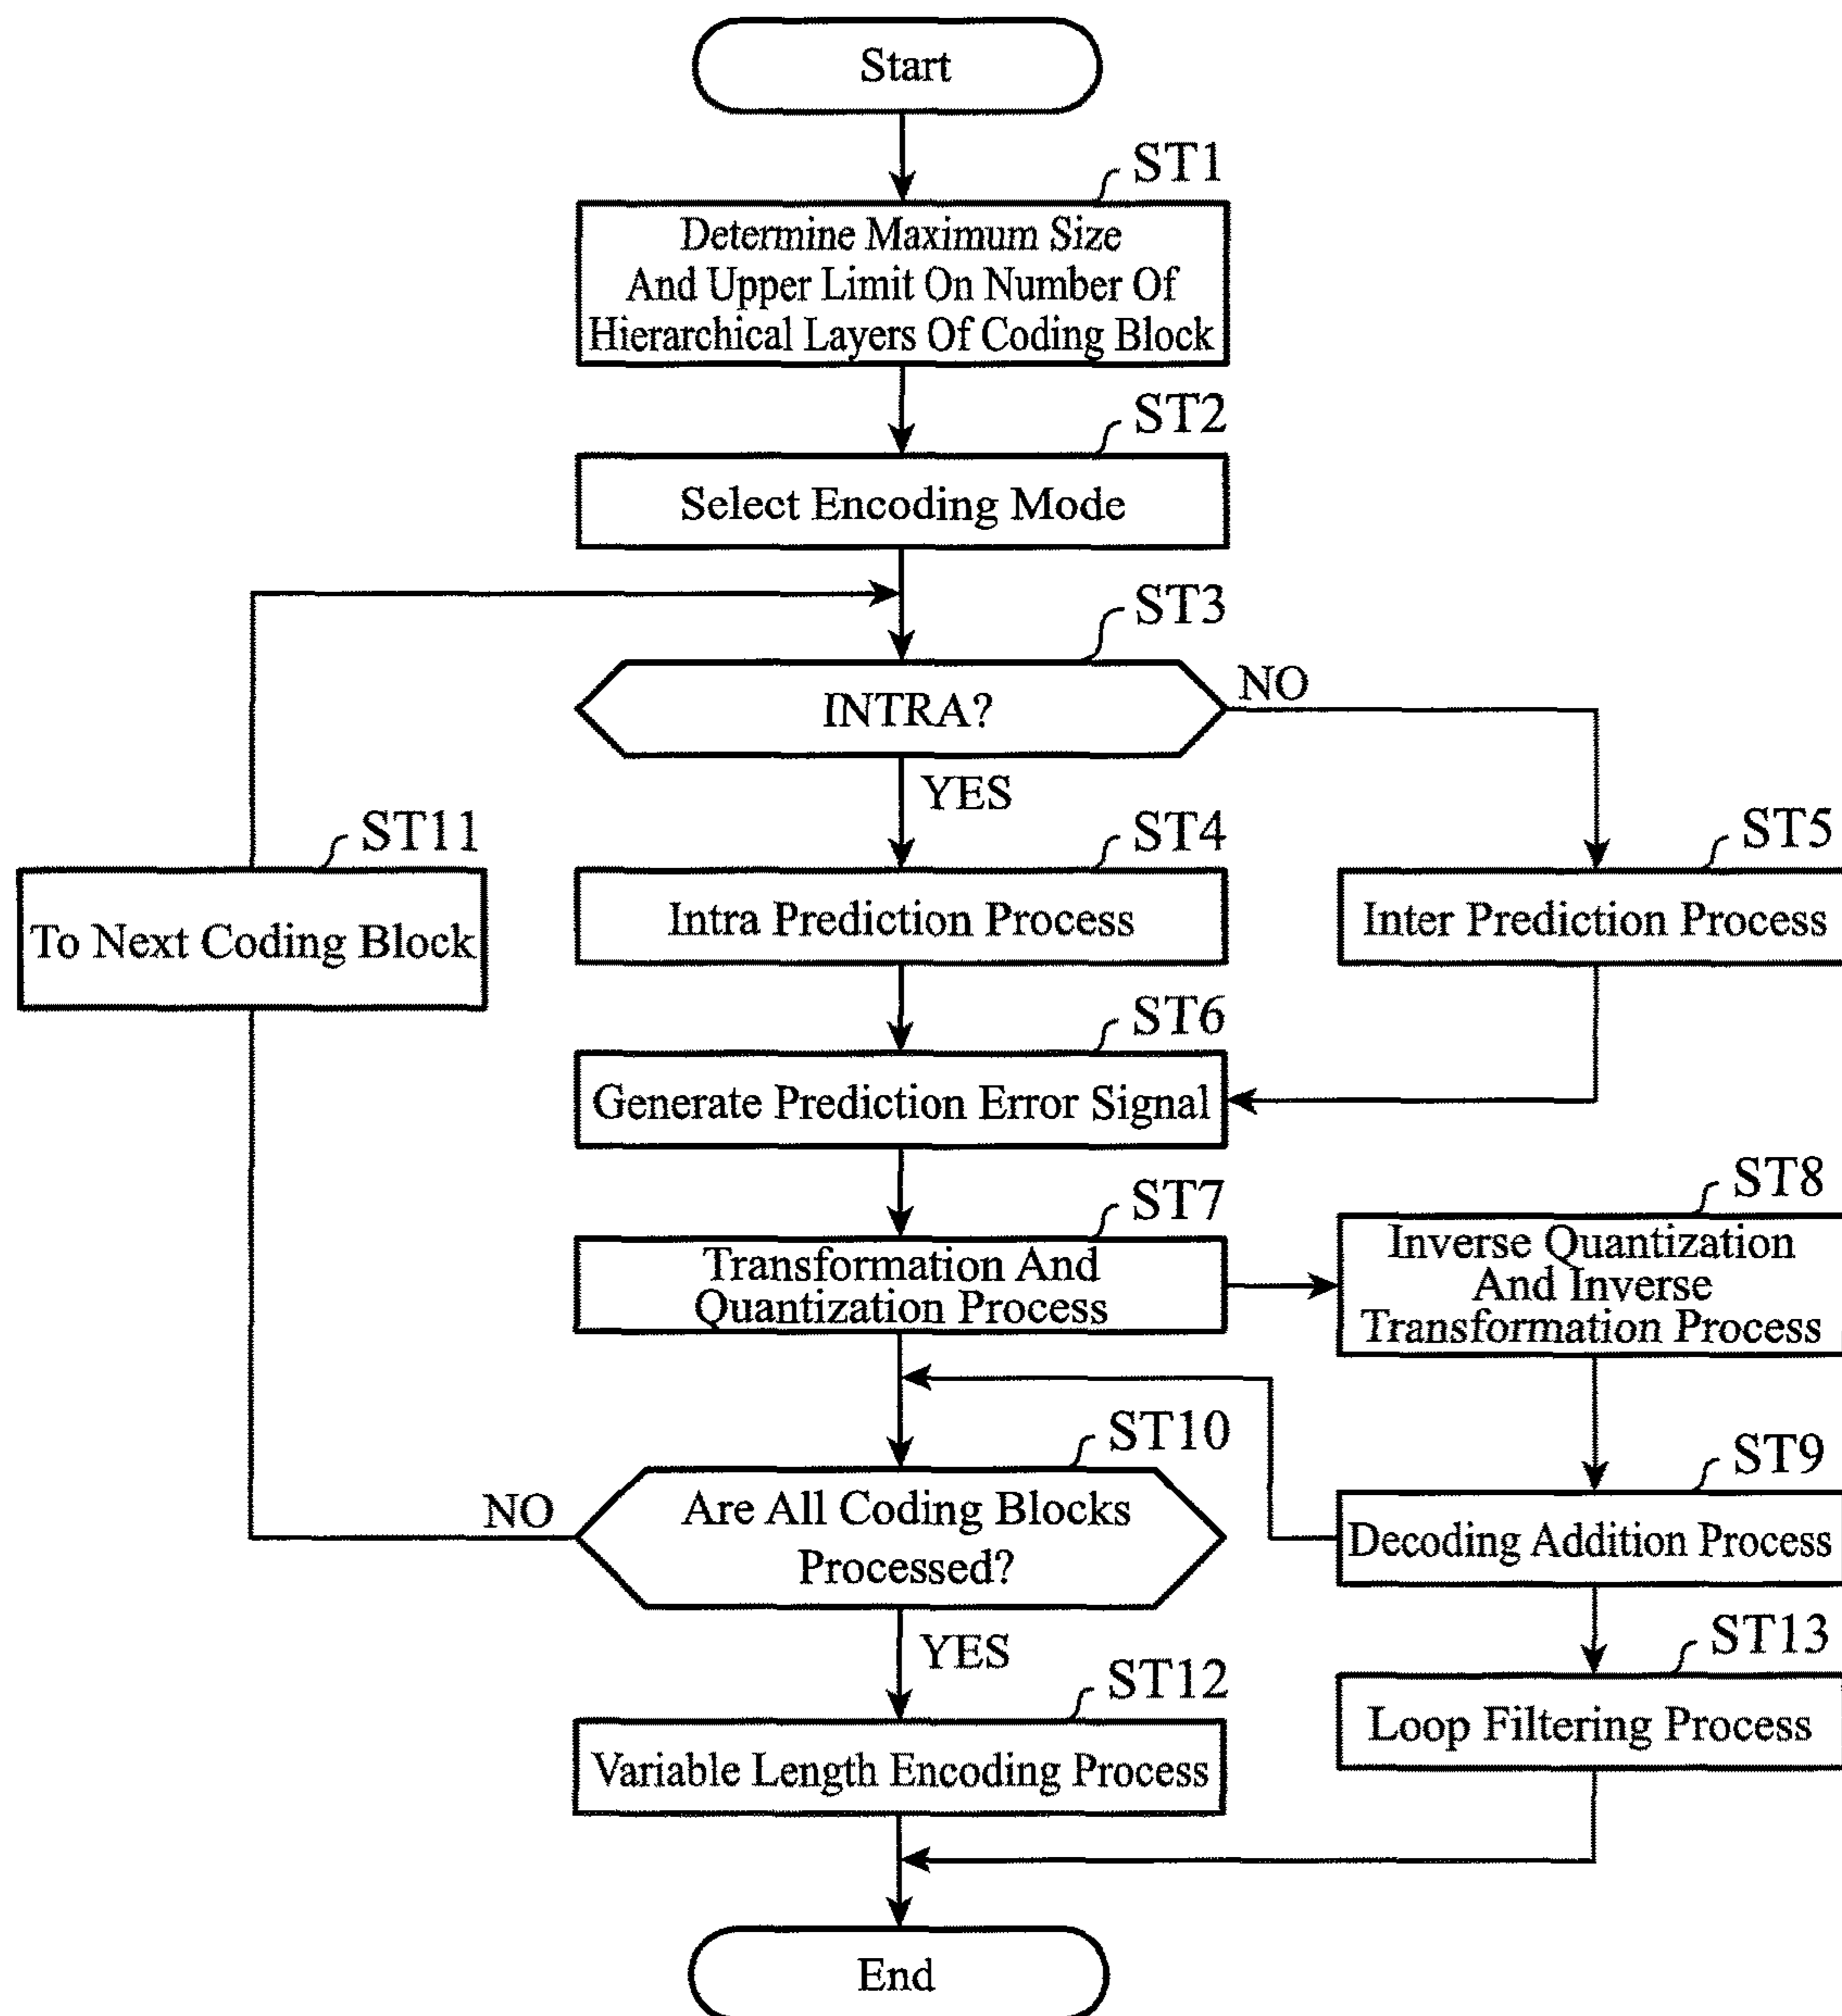 Start
ST1
Determine Maximum Size
And Upper Limit On Number Of
Hierarchical Layers Of Coding Block
ST2
Select Encoding Mode
ST3
INTRA?
NO
YES
ST11
To Next Coding Block
ST4
Intra Prediction Process
ST5
Inter Prediction Process
ST6
Generate Prediction Error Signal
ST7
Transformation And
Quantization Process
ST8
Inverse Quantization
And Inverse
Transformation Process
ST10
Are All Coding Blocks
Processed?
NO
YES
ST9
Decoding Addition Process
ST12
Variable Length Encoding Process
ST13
Loop Filtering Process
End